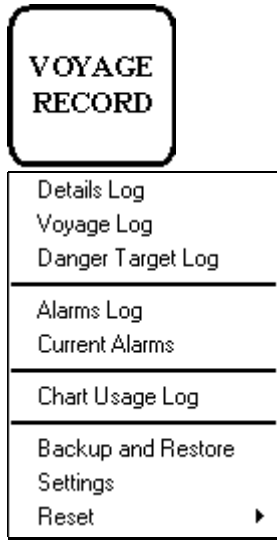 VOYAGE
RECORD
Details Log
Voyage Log
Danger Target Log
Alarms Log
Current Alarms
Chart Usage Log
Backup and Restore
Settings
Reset